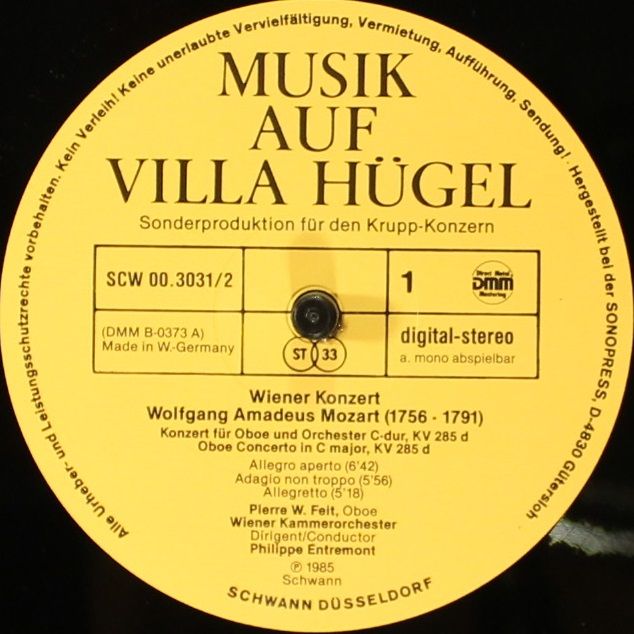 Alle Urheber- und Leistungsschutzrechte vorbehalten. Kein Verleih! Keine unerlaubte Vervielfältigung, Vermietung, Aufführung, Sendung! · Hergestellt bei der SONOPRESS, D-4830 Gütersloh
MUSIK
AUF
VILLA HÜGEL
Sonderproduktion für den Krupp-Konzern
SCW 00.3031/2
1
Direct Metal
DMM
Mastering
(DMM B-0373 A)
Made in W.-Germany
ST 33
digital-stereo
a. mono abspielbar
Wiener Konzert
Wolfgang Amadeus Mozart (1756 - 1791)
Konzert für Oboe und Orchester C-dur, KV 285 d
Oboe Concerto in C major, KV 285 d
Allegro aperto (6'42)
Adagio non troppo (5'56)
Allegretto (5'18)
Pierre W. Feit, Oboe
Wiener Kammerorchester
Dirigent/Conductor
Philippe Entremont
℗ 1985
Schwann
SCHWANN DÜSSELDORF